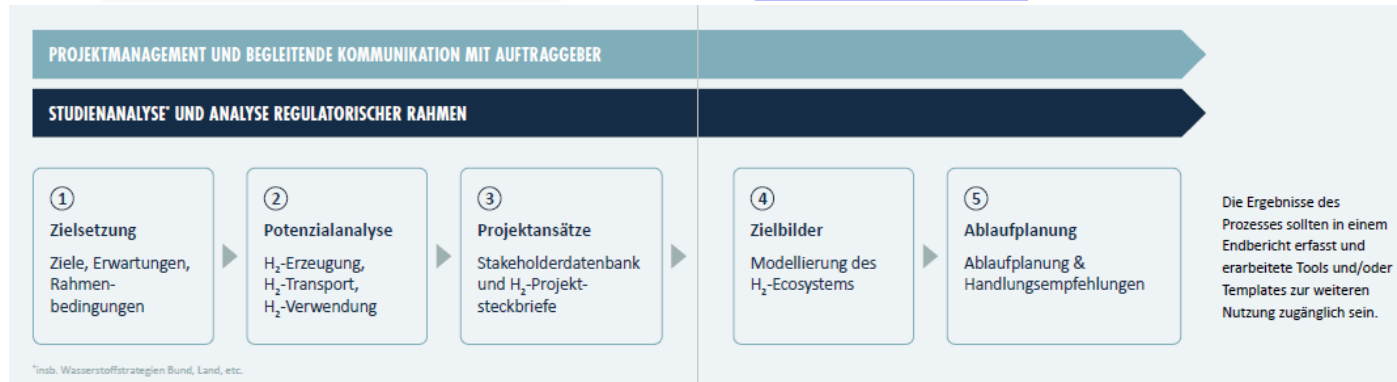 PROJEKTMANAGEMENT UND BEGLEITENDE KOMMUNIKATION MIT AUFTRAGGEBER
STUDIENANALYSE* UND ANALYSE REGULATORISCHER RAHMEN
1
Zielsetzung
Ziele, Erwartungen,
Rahmen-
bedingungen
2
Potenzialanalyse
H₂-Erzeugung,
H₂-Transport,
H₂-Verwendung
3
Projektansätze
Stakeholderdatenbank
und H₂-Projekt-
steckbriefe
4
Zielbilder
Modellierung des
H₂-Ecosystems
5
Ablaufplanung
Ablaufplanung &
Handlungsempfehlungen
Die Ergebnisse des
Prozesses sollten in einem
Endbericht erfasst und
erarbeitete Tools und/oder
Templates zur weiteren
Nutzung zugänglich sein.
*insb. Wasserstoffstrategien Bund, Land, etc.